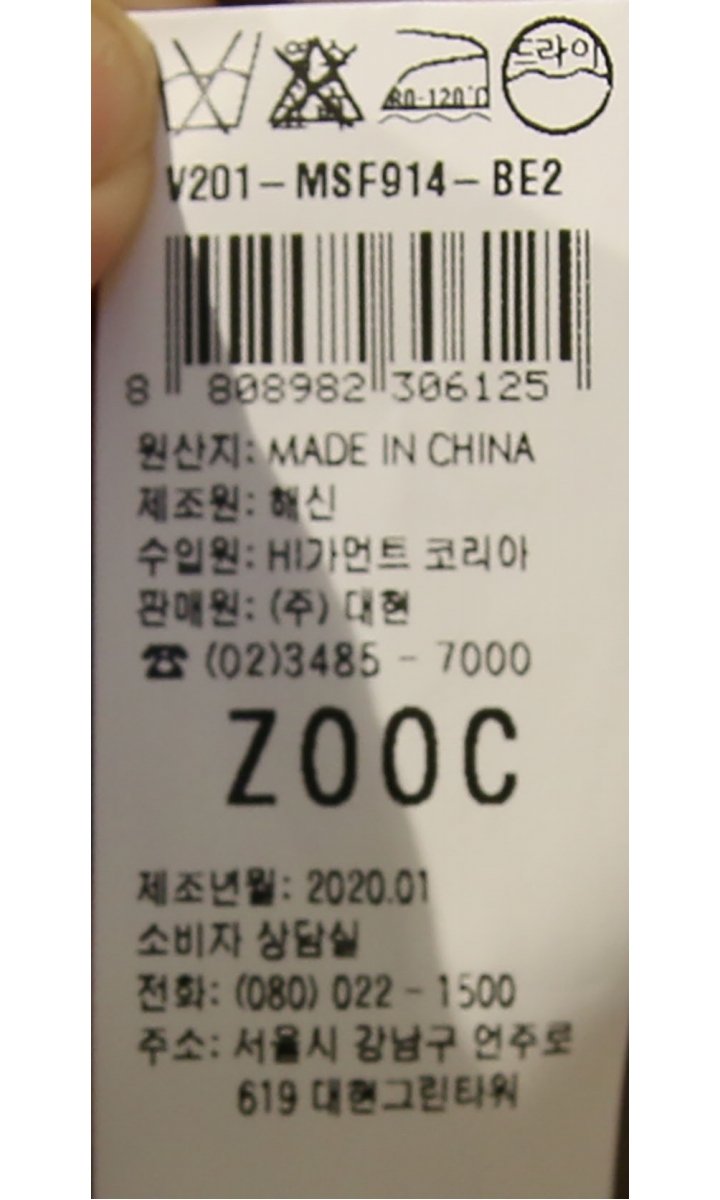 80-120°C 드라이
V201-MSF914-BE2
8 808982 306125
원산지: MADE IN CHINA
제조원: 해신
수입원: HI가먼트 코리아
판매원: (주) 대현
☎ (02)3485 - 7000
ZOOC
제조년월: 2020.01
소비자 상담실
전화: (080) 022 - 1500
주소: 서울시 강남구 언주로
619 대현그린타워